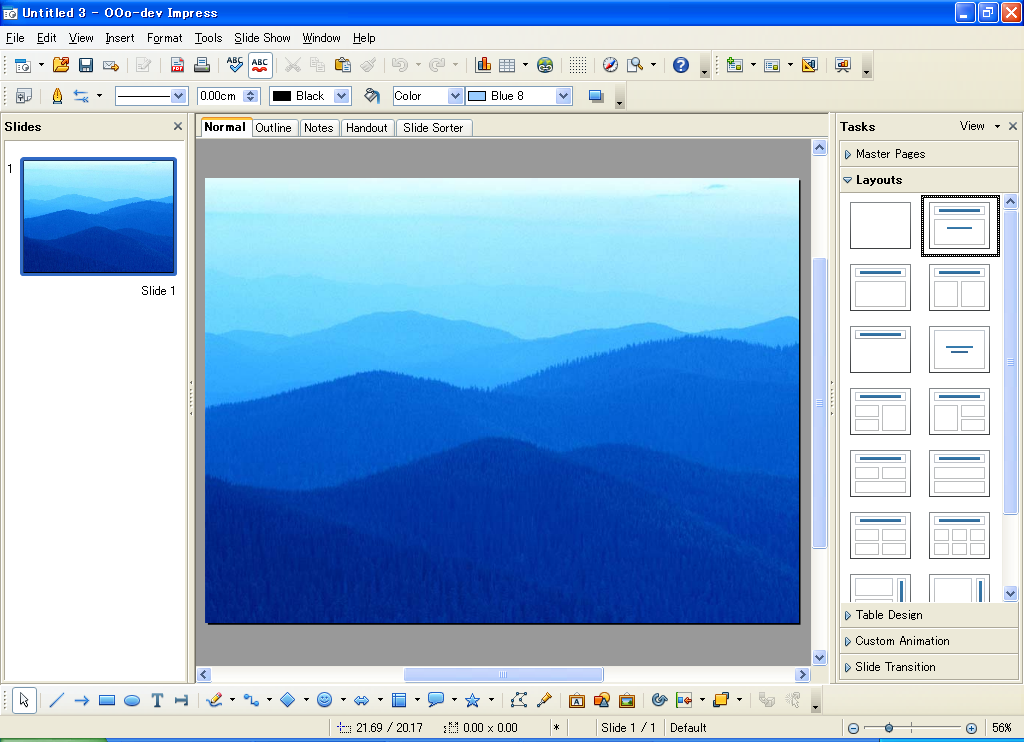 Untitled 3 - OOo-dev Impress
File Edit View Insert Format Tools Slide Show Window Help
ABC ABC
0.00cm Black Color Blue 8
Slides
Normal Outline Notes Handout Slide Sorter
Tasks View
1
Slide 1
Master Pages
Layouts
Table Design
Custom Animation
Slide Transition
T A
21.69 / 20.17 0.00 x 0.00 * Slide 1 / 1 Default 56%